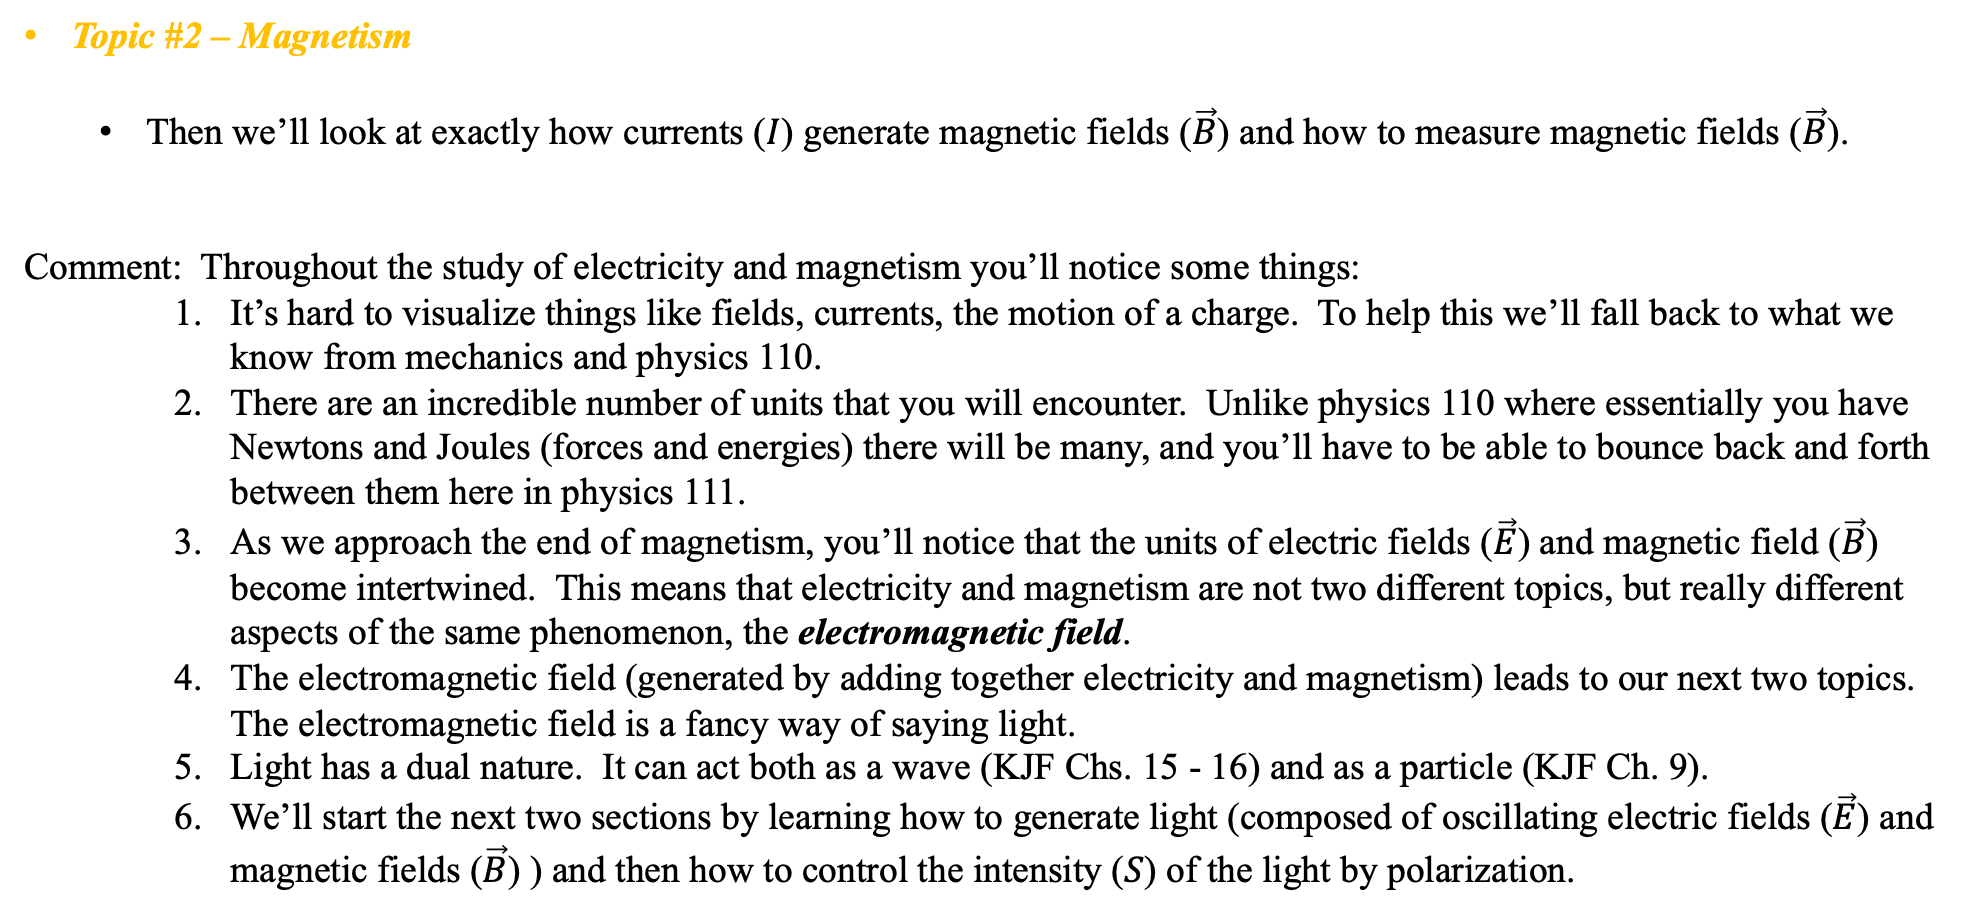 • Topic #2 – Magnetism
• Then we’ll look at exactly how currents (I) generate magnetic fields (B⃗) and how to measure magnetic fields (B⃗).
Comment:  Throughout the study of electricity and magnetism you’ll notice some things:
1. It’s hard to visualize things like fields, currents, the motion of a charge.  To help this we’ll fall back to what we
know from mechanics and physics 110.
2. There are an incredible number of units that you will encounter.  Unlike physics 110 where essentially you have
Newtons and Joules (forces and energies) there will be many, and you’ll have to be able to bounce back and forth
between them here in physics 111.
3. As we approach the end of magnetism, you’ll notice that the units of electric fields (E⃗) and magnetic field (B⃗)
become intertwined.  This means that electricity and magnetism are not two different topics, but really different
aspects of the same phenomenon, the electromagnetic field.
4. The electromagnetic field (generated by adding together electricity and magnetism) leads to our next two topics.
The electromagnetic field is a fancy way of saying light.
5. Light has a dual nature.  It can act both as a wave (KJF Chs. 15 - 16) and as a particle (KJF Ch. 9).
6. We’ll start the next two sections by learning how to generate light (composed of oscillating electric fields (E⃗) and
magnetic fields (B⃗) ) and then how to control the intensity (S) of the light by polarization.